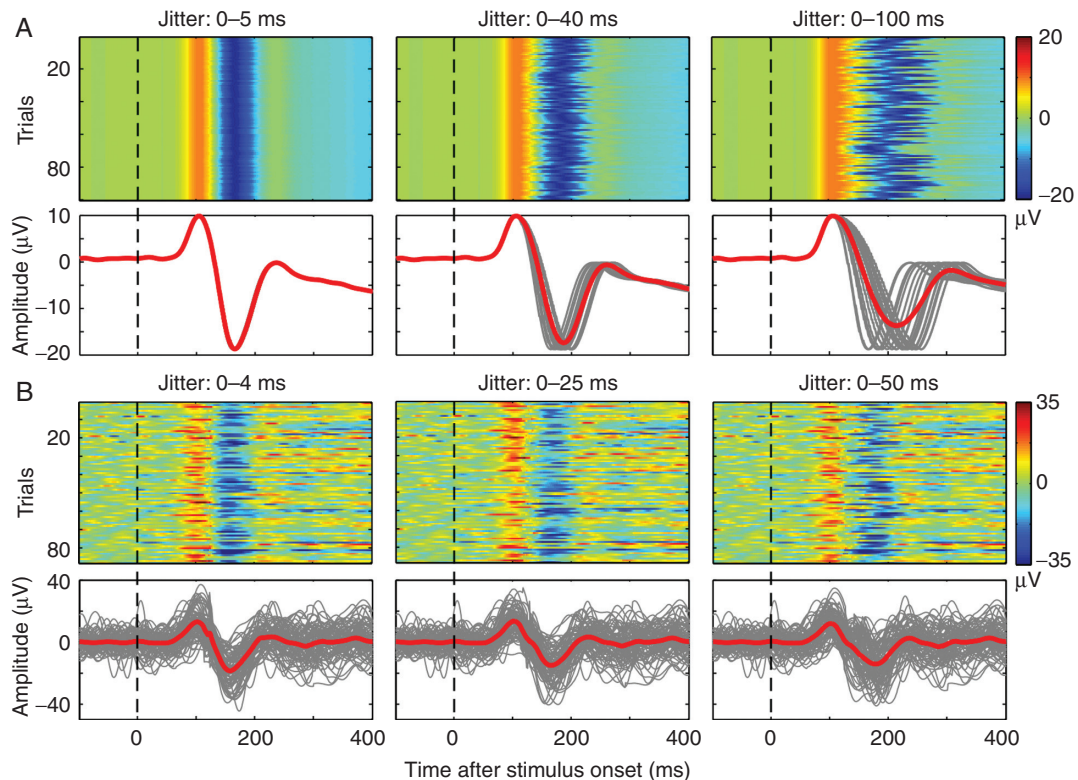 A
Jitter: 0–5 ms
Jitter: 0–40 ms
Jitter: 0–100 ms
Trials
20
80
20
0
−20
μV
Amplitude (μV)
10
0
−10
−20
B
Jitter: 0–4 ms
Jitter: 0–25 ms
Jitter: 0–50 ms
Trials
20
80
35
0
−35
μV
Amplitude (μV)
40
0
−40
0 200 400
0 200 400
0 200 400
Time after stimulus onset (ms)